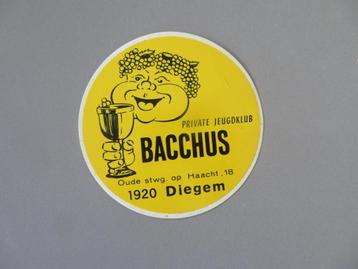 PRIVATE JEUGDKLUB
BACCHUS
Oude stwg. op Haacht, 18
1920 Diegem